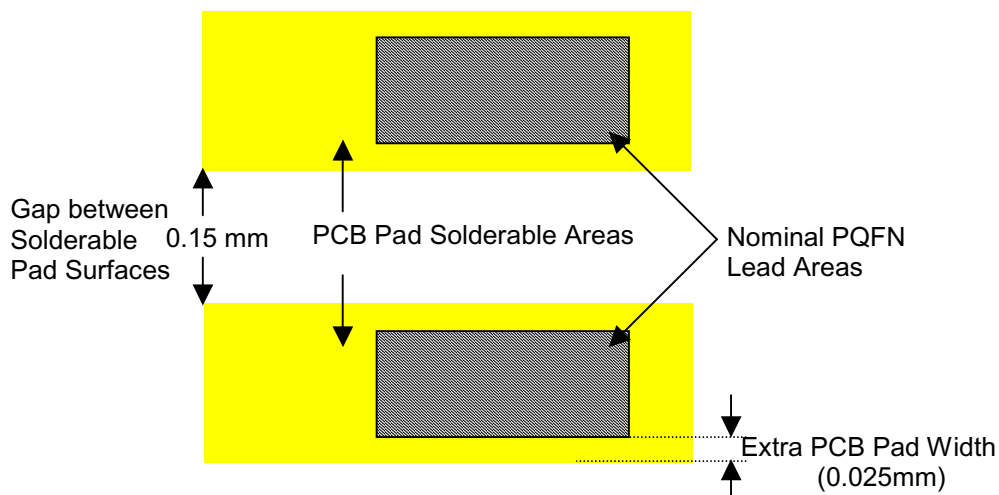 Gap between
Solderable
Pad Surfaces
0.15 mm
PCB Pad Solderable Areas
Nominal PQFN
Lead Areas
Extra PCB Pad Width
(0.025mm)